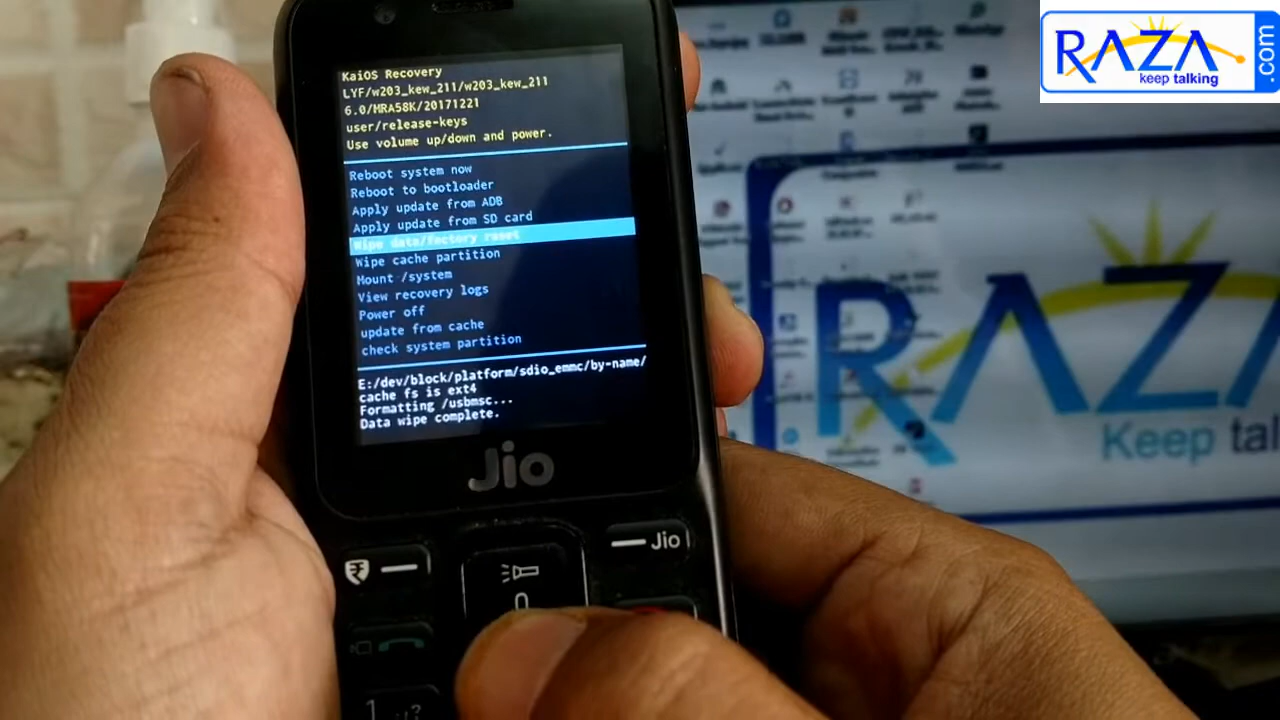 RAZA
keep talking
.com
KaiOS Recovery
LYF/w203_kew_211/w203_kew_211
6.0/MRA58K/20171221
user/release-keys
Use volume up/down and power.
Reboot system now
Reboot to bootloader
Apply update from ADB
Apply update from SD card
Wipe data/factory reset
Wipe cache partition
Mount /system
View recovery logs
Power off
update from cache
check system partition
E:/dev/block/platform/sdio_emmc/by-name/
cache fs is ext4
Formatting /usbmsc...
Data wipe complete.
Jio
Jio
1
RAZA
Keep tal